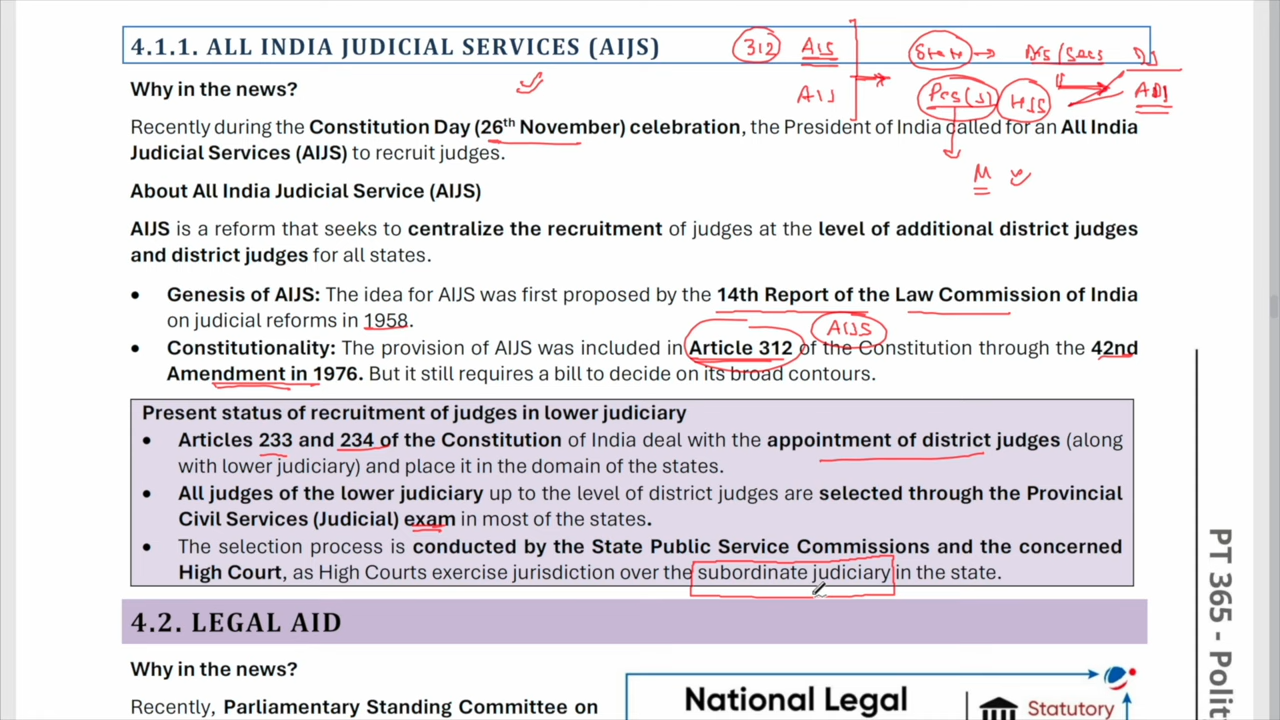 4.1.1. ALL INDIA JUDICIAL SERVICES (AIJS)
312 AIS
AIJ
State → Dis/Sess DJ
Pcs(J) HJS ADJ
M
Why in the news?
Recently during the Constitution Day (26th November) celebration, the President of India called for an All India
Judicial Services (AIJS) to recruit judges.
About All India Judicial Service (AIJS)
AIJS is a reform that seeks to centralize the recruitment of judges at the level of additional district judges
and district judges for all states.
• Genesis of AIJS: The idea for AIJS was first proposed by the 14th Report of the Law Commission of India
on judicial reforms in 1958.
AIJS
• Constitutionality: The provision of AIJS was included in Article 312 of the Constitution through the 42nd
Amendment in 1976. But it still requires a bill to decide on its broad contours.
Present status of recruitment of judges in lower judiciary
• Articles 233 and 234 of the Constitution of India deal with the appointment of district judges (along
with lower judiciary) and place it in the domain of the states.
• All judges of the lower judiciary up to the level of district judges are selected through the Provincial
Civil Services (Judicial) exam in most of the states.
• The selection process is conducted by the State Public Service Commissions and the concerned
High Court, as High Courts exercise jurisdiction over the subordinate judiciary in the state.
4.2. LEGAL AID
Why in the news?
Recently, Parliamentary Standing Committee on
National Legal
Statutory
PT 365 - Polit